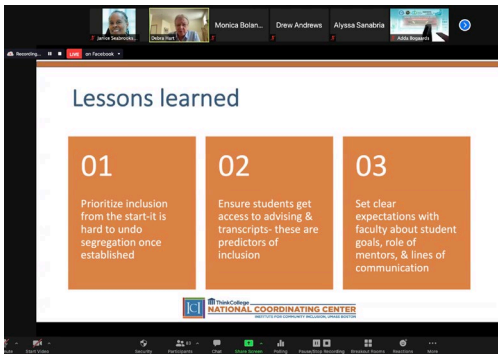 Monica Bolan...
Drew Andrews
Alyssa Sanabria
Janice Seabrooks...
Debra Hart
Adda Bogaards
Recording...
LIVE on Facebook
Lessons learned
01
Prioritize inclusion
from the start-it is
hard to undo
segregation once
established
02
Ensure students get
access to advising &
transcripts- these are
predictors of
inclusion
03
Set clear
expectations with
faculty about student
goals, role of
mentors, & lines of
communication
ICI
ThinkCollege
NATIONAL COORDINATING CENTER
INSTITUTE FOR COMMUNITY INCLUSION, UMASS BOSTON
Start Video
Security
Participants
Chat
Share Screen
Polling
Pause/Stop Recording
Breakout Rooms
Reactions
More